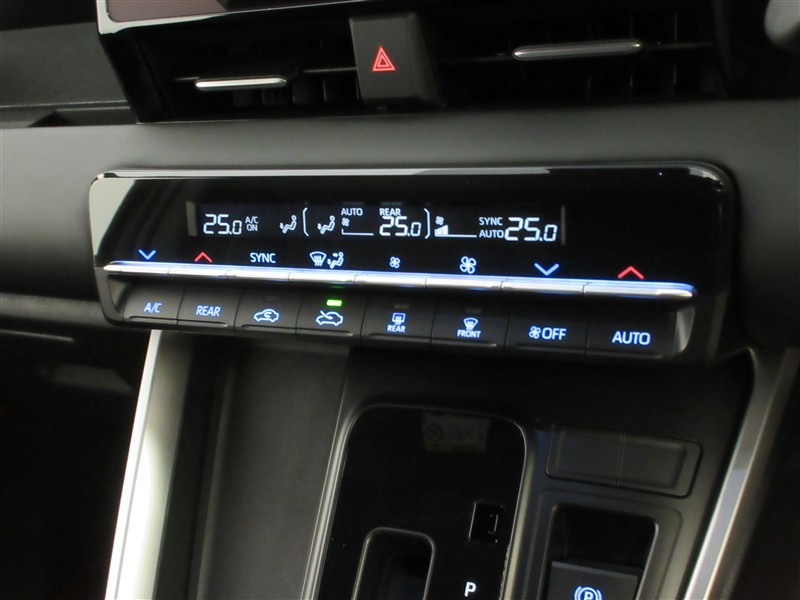 25.0 A/C ON AUTO REAR 25.0 SYNC AUTO 25.0
SYNC
A/C REAR REAR FRONT OFF AUTO
P
P